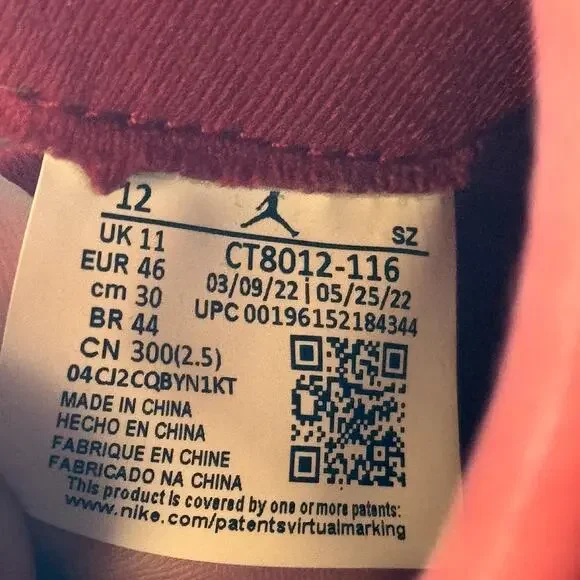 12
SZ
UK 11
EUR 46
cm 30
BR 44
CN 300(2.5)
CT8012-116
03/09/22 | 05/25/22
UPC 00196152184344
04CJ2CQBYN1KT
MADE IN CHINA
HECHO EN CHINA
FABRIQUE EN CHINE
FABRICADO NA CHINA
This product is covered by one or more patents:
www.nike.com/patentsvirtualmarking